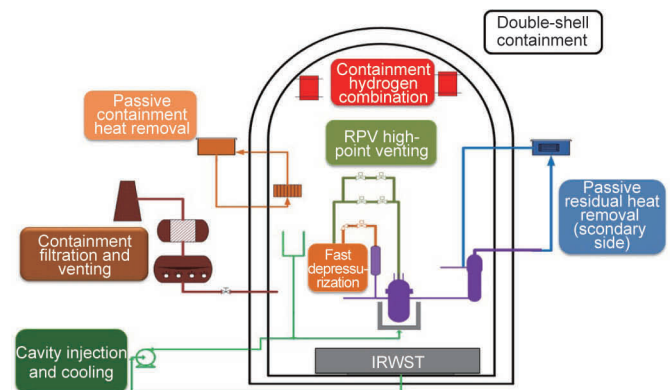 Double-shell
containment
Containment
hydrogen
combination
Passive
containment
heat removal
RPV high-
point venting
Passive
residual heat
removal
(scondary
side)
Containment
filtration and
venting
Fast
depressu-
rization
Cavity injection
and cooling
IRWST